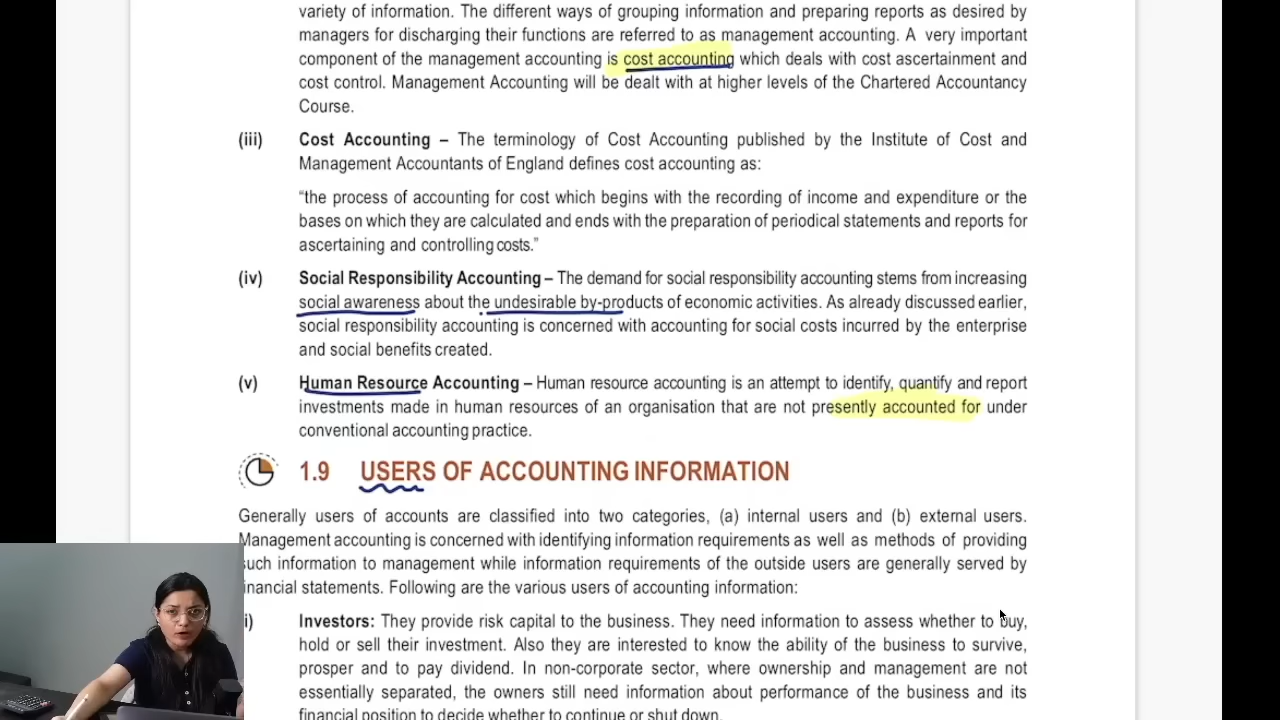 variety of information. The different ways of grouping information and preparing reports as desired by
managers for discharging their functions are referred to as management accounting. A very important
component of the management accounting is cost accounting which deals with cost ascertainment and
cost control. Management Accounting will be dealt with at higher levels of the Chartered Accountancy
Course.
(iii) Cost Accounting – The terminology of Cost Accounting published by the Institute of Cost and
Management Accountants of England defines cost accounting as:
“the process of accounting for cost which begins with the recording of income and expenditure or the
bases on which they are calculated and ends with the preparation of periodical statements and reports for
ascertaining and controlling costs.”
(iv) Social Responsibility Accounting – The demand for social responsibility accounting stems from increasing
social awareness about the undesirable by-products of economic activities. As already discussed earlier,
social responsibility accounting is concerned with accounting for social costs incurred by the enterprise
and social benefits created.
(v) Human Resource Accounting – Human resource accounting is an attempt to identify, quantify and report
investments made in human resources of an organisation that are not presently accounted for under
conventional accounting practice.
1.9 USERS OF ACCOUNTING INFORMATION
Generally users of accounts are classified into two categories, (a) internal users and (b) external users.
Management accounting is concerned with identifying information requirements as well as methods of providing
such information to management while information requirements of the outside users are generally served by
financial statements. Following are the various users of accounting information:
i) Investors: They provide risk capital to the business. They need information to assess whether to buy,
hold or sell their investment. Also they are interested to know the ability of the business to survive,
prosper and to pay dividend. In non-corporate sector, where ownership and management are not
essentially separated, the owners still need information about performance of the business and its
financial position to decide whether to continue or shut down.